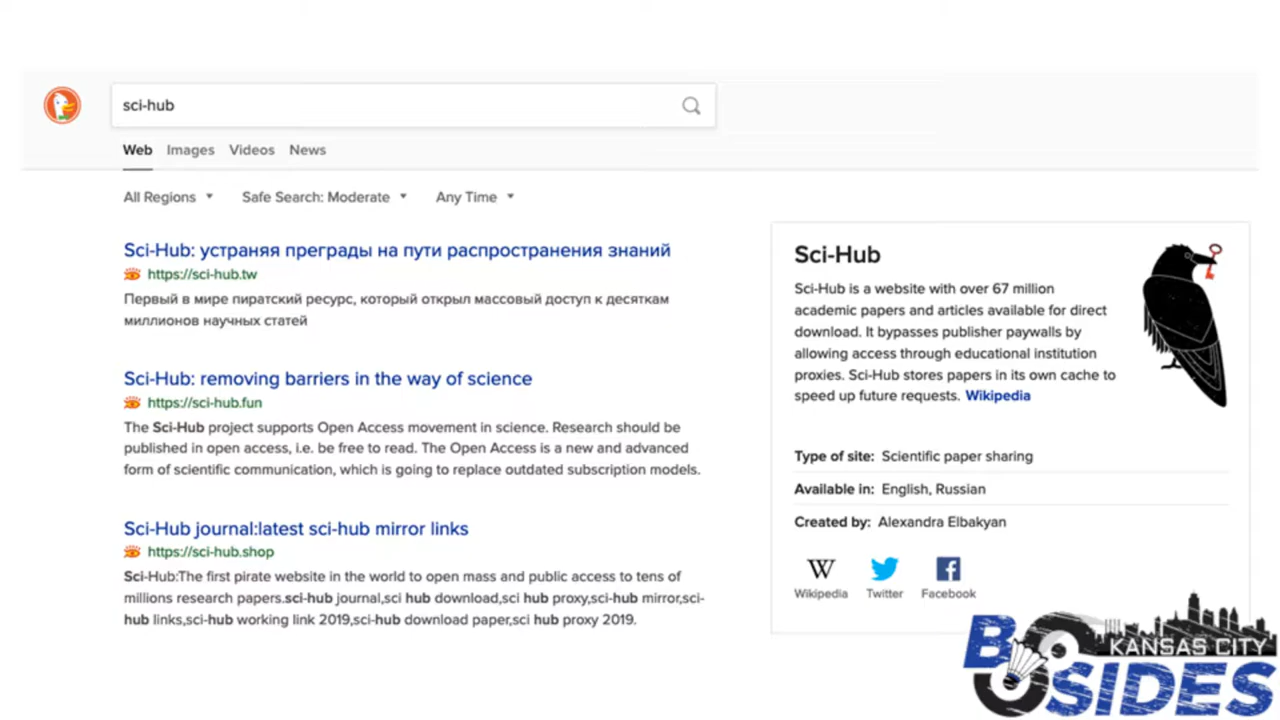 sci-hub
Web Images Videos News
All Regions Safe Search: Moderate Any Time
Sci-Hub: устраняя преграды на пути распространения знаний
https://sci-hub.tw
Первый в мире пиратский ресурс, который открыл массовый доступ к десяткам
миллионов научных статей
Sci-Hub: removing barriers in the way of science
https://sci-hub.fun
The Sci-Hub project supports Open Access movement in science. Research should be
published in open access, i.e. be free to read. The Open Access is a new and advanced
form of scientific communication, which is going to replace outdated subscription models.
Sci-Hub journal:latest sci-hub mirror links
https://sci-hub.shop
Sci-Hub:The first pirate website in the world to open mass and public access to tens of
millions research papers.sci-hub journal,sci hub download,sci hub proxy,sci-hub mirror,sci-
hub links,sci-hub working link 2019,sci-hub download paper,sci hub proxy 2019.
Sci-Hub
Sci-Hub is a website with over 67 million
academic papers and articles available for direct
download. It bypasses publisher paywalls by
allowing access through educational institution
proxies. Sci-Hub stores papers in its own cache to
speed up future requests. Wikipedia
Type of site: Scientific paper sharing
Available in: English, Russian
Created by: Alexandra Elbakyan
W
Wikipedia Twitter Facebook
KANSAS CITY
BSIDES